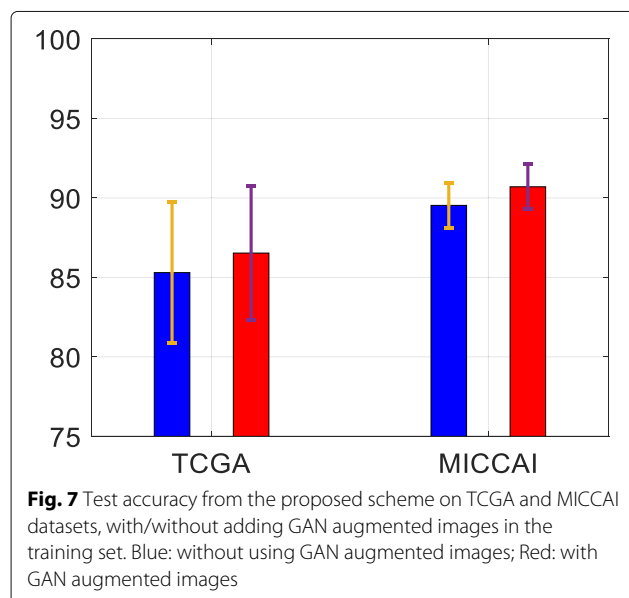 100
95
90
85
80
75
TCGA MICCAI
Fig. 7 Test accuracy from the proposed scheme on TCGA and MICCAI
datasets, with/without adding GAN augmented images in the
training set. Blue: without using GAN augmented images; Red: with
GAN augmented images